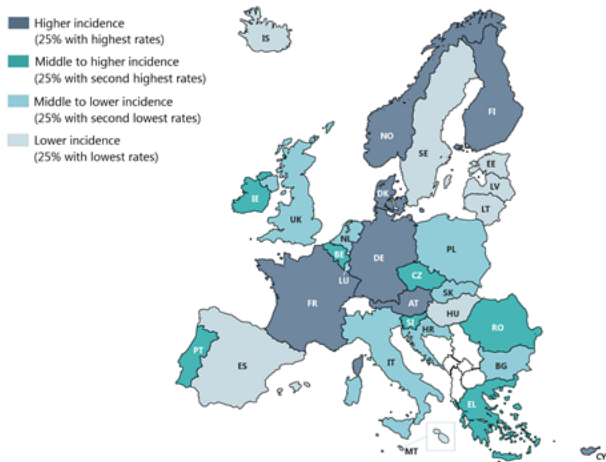 Higher incidence
(25% with highest rates)
Middle to higher incidence
(25% with second highest rates)
Middle to lower incidence
(25% with second lowest rates)
Lower incidence
(25% with lowest rates)
IS
NO
FI
SE
EE
LV
LT
DK
IE
UK
NL
BE
LU
DE
PL
CZ
SK
AT
HU
FR
SI
HR
RO
PT
ES
IT
BG
EL
MT
CY